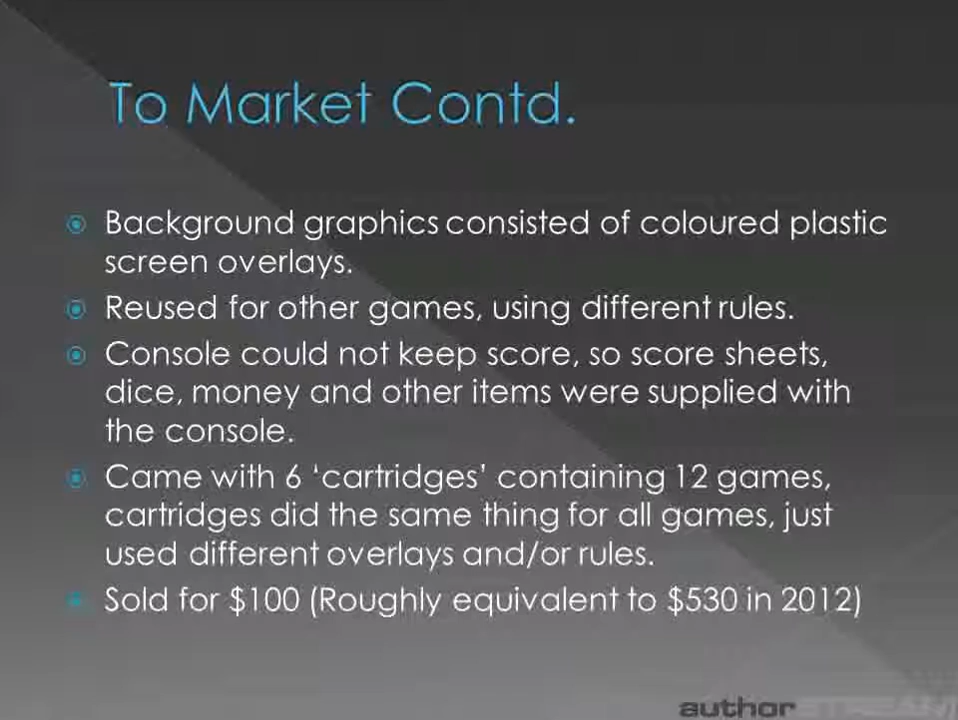 To Market Contd.
Background graphics consisted of coloured plastic
screen overlays.
Reused for other games, using different rules.
Console could not keep score, so score sheets,
dice, money and other items were supplied with
the console.
Came with 6 ‘cartridges’ containing 12 games,
cartridges did the same thing for all games, just
used different overlays and/or rules.
Sold for $100 (Roughly equivalent to $530 in 2012)
authorSTREAM